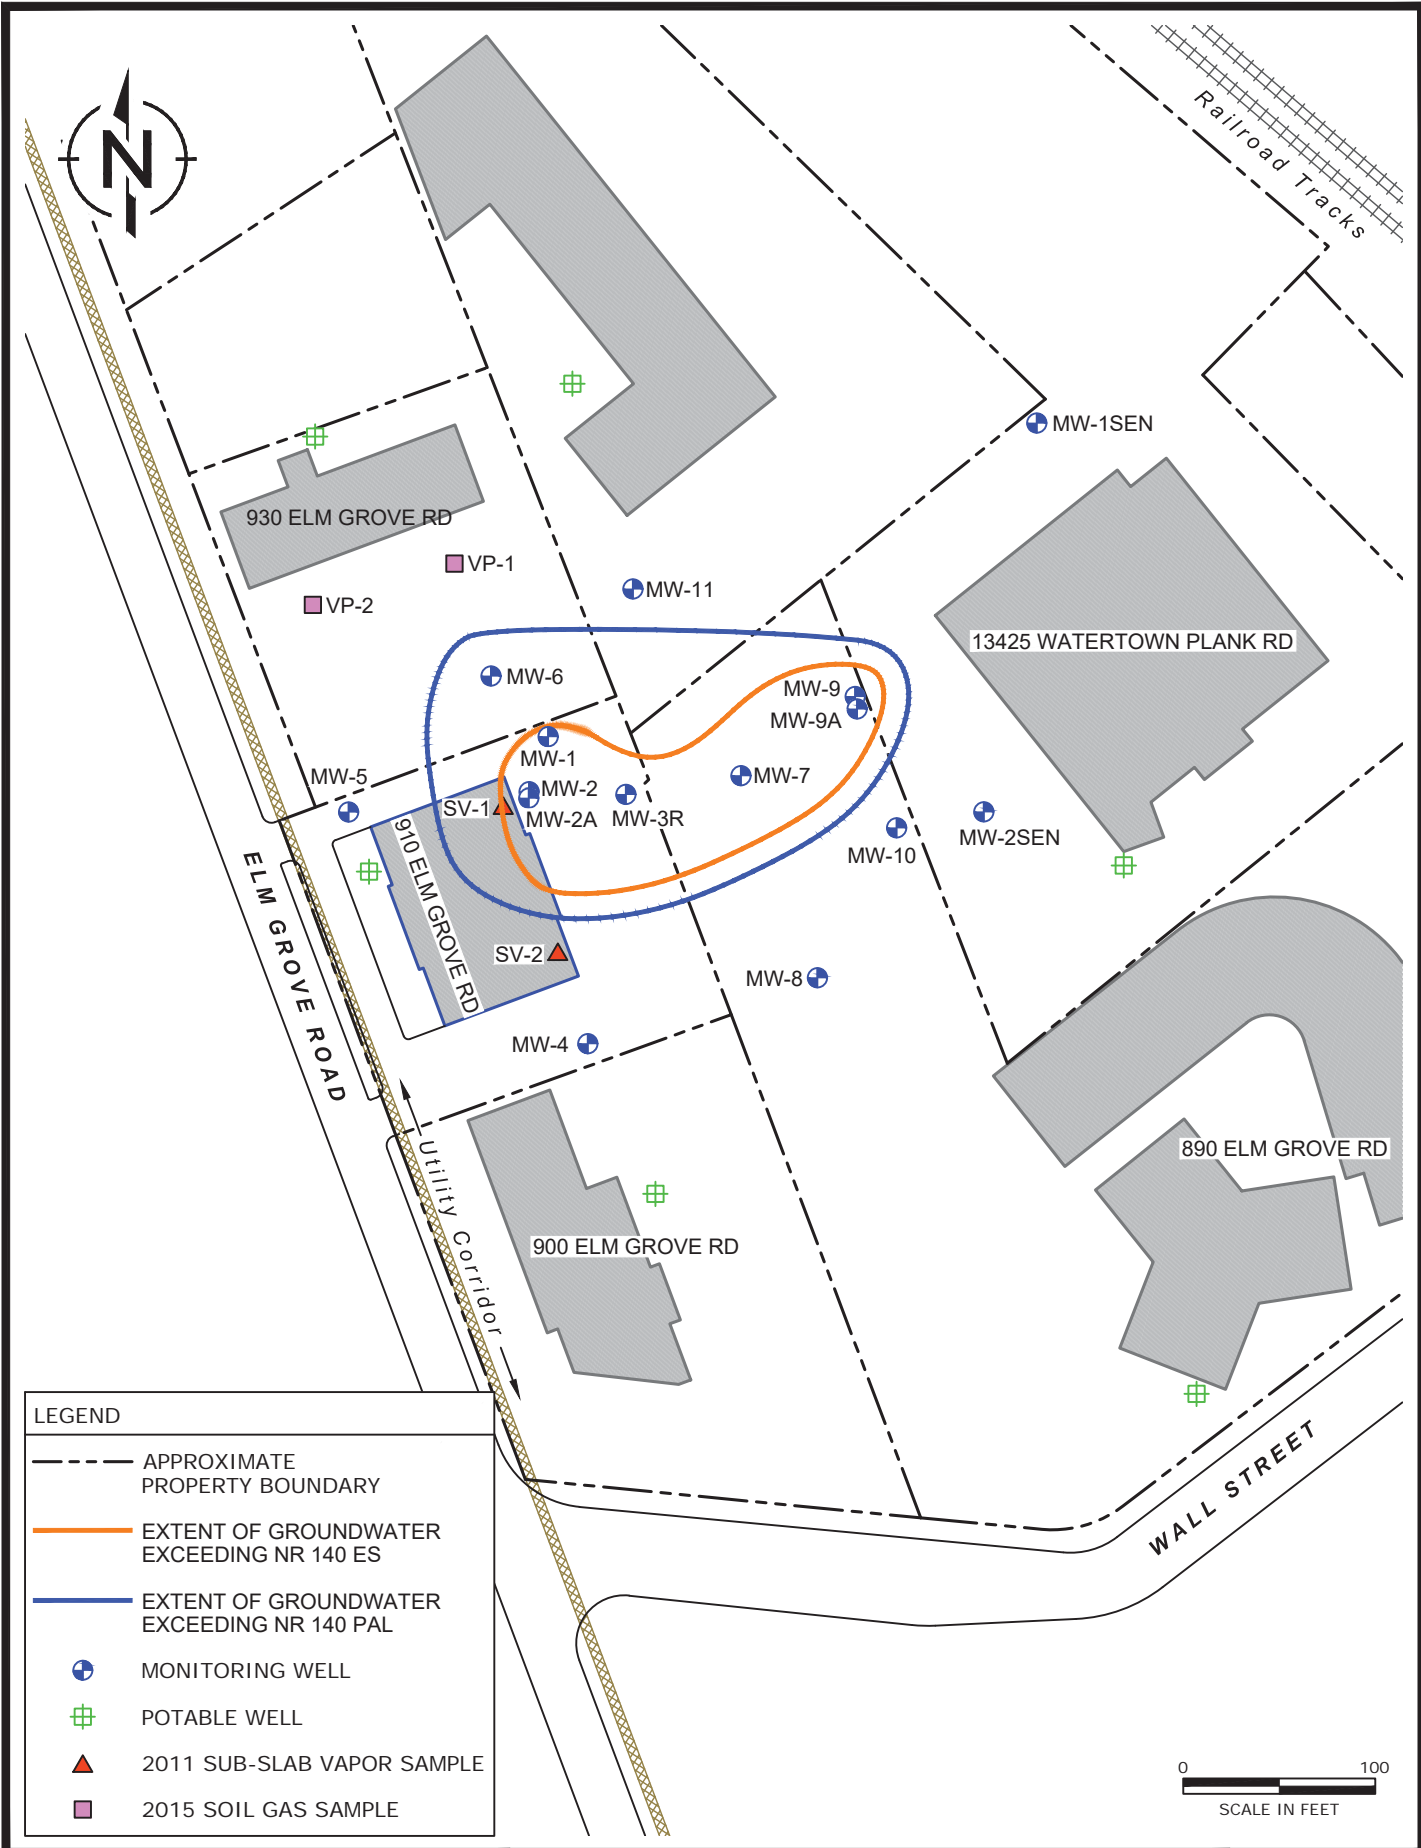 N
Railroad Tracks
MW-1SEN
930 ELM GROVE RD
VP-1
VP-2
MW-11
13425 WATERTOWN PLANK RD
MW-6
MW-9
MW-9A
MW-1
MW-7
MW-5
MW-2
SV-1
MW-2A
MW-3R
MW-2SEN
MW-10
910 ELM GROVE RD
ELM GROVE ROAD
SV-2
MW-8
MW-4
Utility Corridor
890 ELM GROVE RD
900 ELM GROVE RD
WALL STREET
LEGEND
APPROXIMATE
PROPERTY BOUNDARY
EXTENT OF GROUNDWATER
EXCEEDING NR 140 ES
EXTENT OF GROUNDWATER
EXCEEDING NR 140 PAL
MONITORING WELL
POTABLE WELL
2011 SUB-SLAB VAPOR SAMPLE
2015 SOIL GAS SAMPLE
0 100
SCALE IN FEET